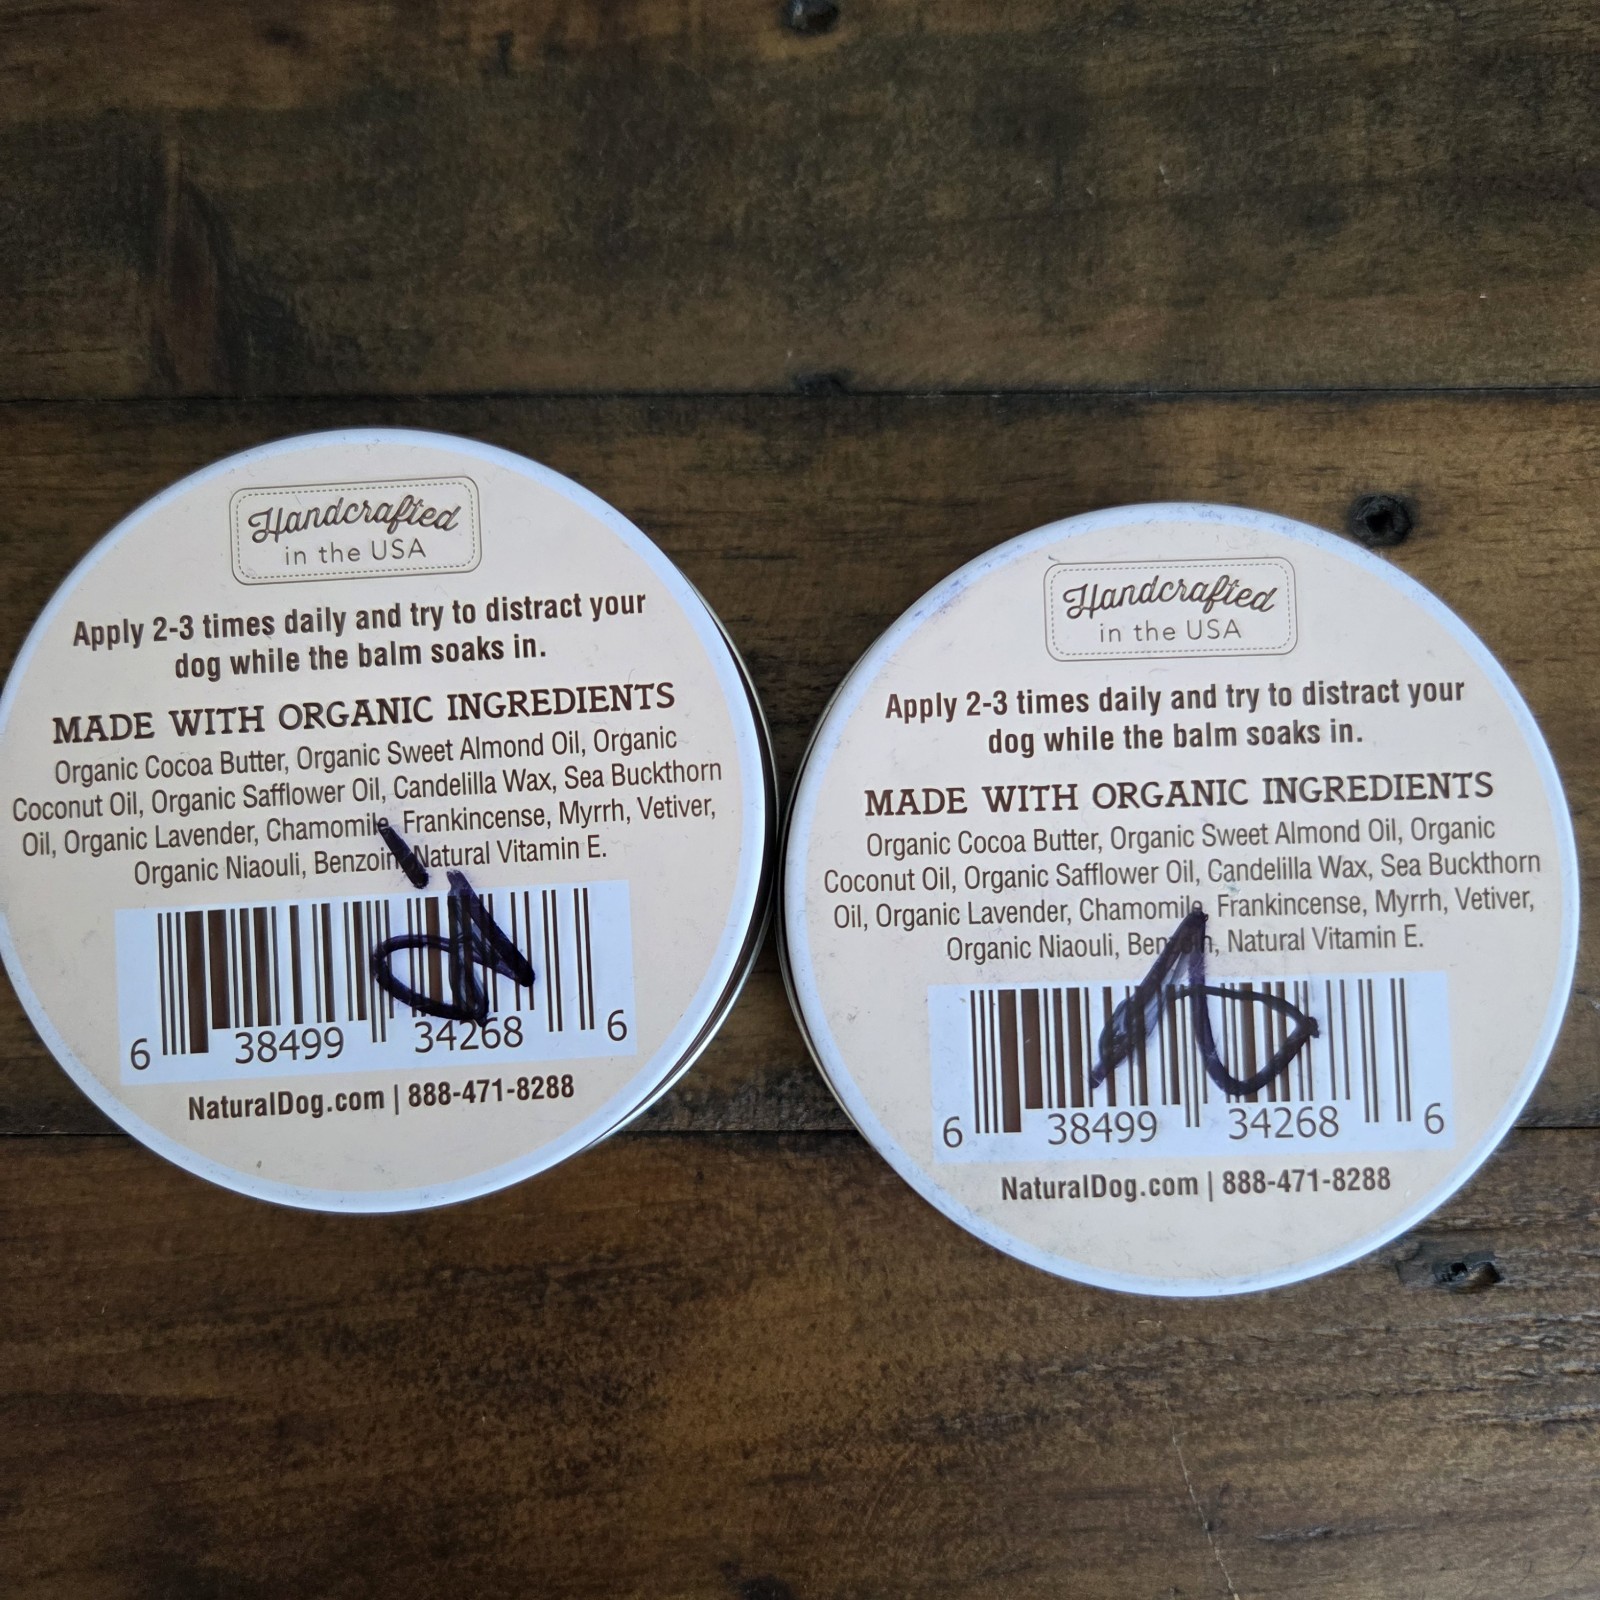 Handcrafted
in the USA
Apply 2-3 times daily and try to distract your
dog while the balm soaks in.
MADE WITH ORGANIC INGREDIENTS
Organic Cocoa Butter, Organic Sweet Almond Oil, Organic
Coconut Oil, Organic Safflower Oil, Candelilla Wax, Sea Buckthorn
Oil, Organic Lavender, Chamomile, Frankincense, Myrrh, Vetiver,
Organic Niaouli, Benzoin, Natural Vitamin E.
6 38499 34268 6
NaturalDog.com | 888-471-8288
Handcrafted
in the USA
Apply 2-3 times daily and try to distract your
dog while the balm soaks in.
MADE WITH ORGANIC INGREDIENTS
Organic Cocoa Butter, Organic Sweet Almond Oil, Organic
Coconut Oil, Organic Safflower Oil, Candelilla Wax, Sea Buckthorn
Oil, Organic Lavender, Chamomile, Frankincense, Myrrh, Vetiver,
Organic Niaouli, Benzoin, Natural Vitamin E.
6 38499 34268 6
NaturalDog.com | 888-471-8288